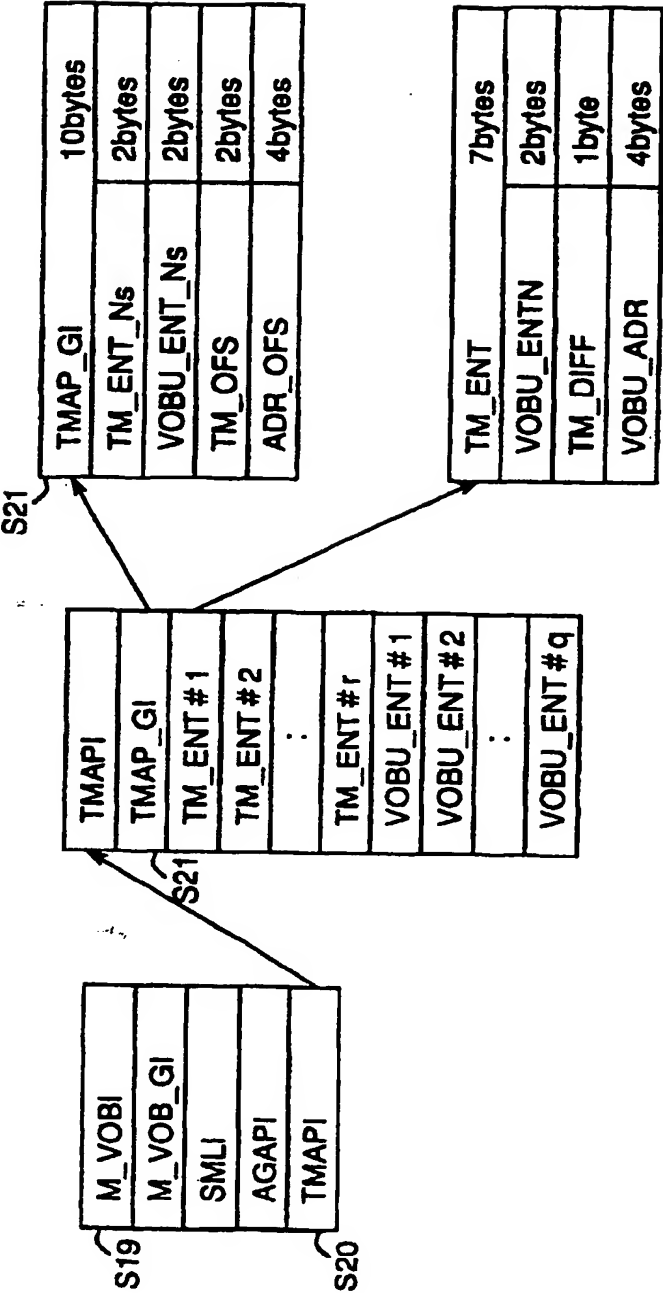 S19
M_VOBI
M_VOB_GI
SMLI
AGAPI
TMAPI
S20
TMAPI
TMAP_GI
S21
TM_ENT#1
TM_ENT#2
:
TM_ENT#r
VOBU_ENT#1
VOBU_ENT#2
:
VOBU_ENT#q
S21
TMAP_GI 10bytes
TM_ENT_Ns 2bytes
VOBU_ENT_Ns 2bytes
TM_OFS 2bytes
ADR_OFS 4bytes
TM_ENT 7bytes
VOBU_ENTN 2bytes
TM_DIFF 1byte
VOBU_ADR 4bytes